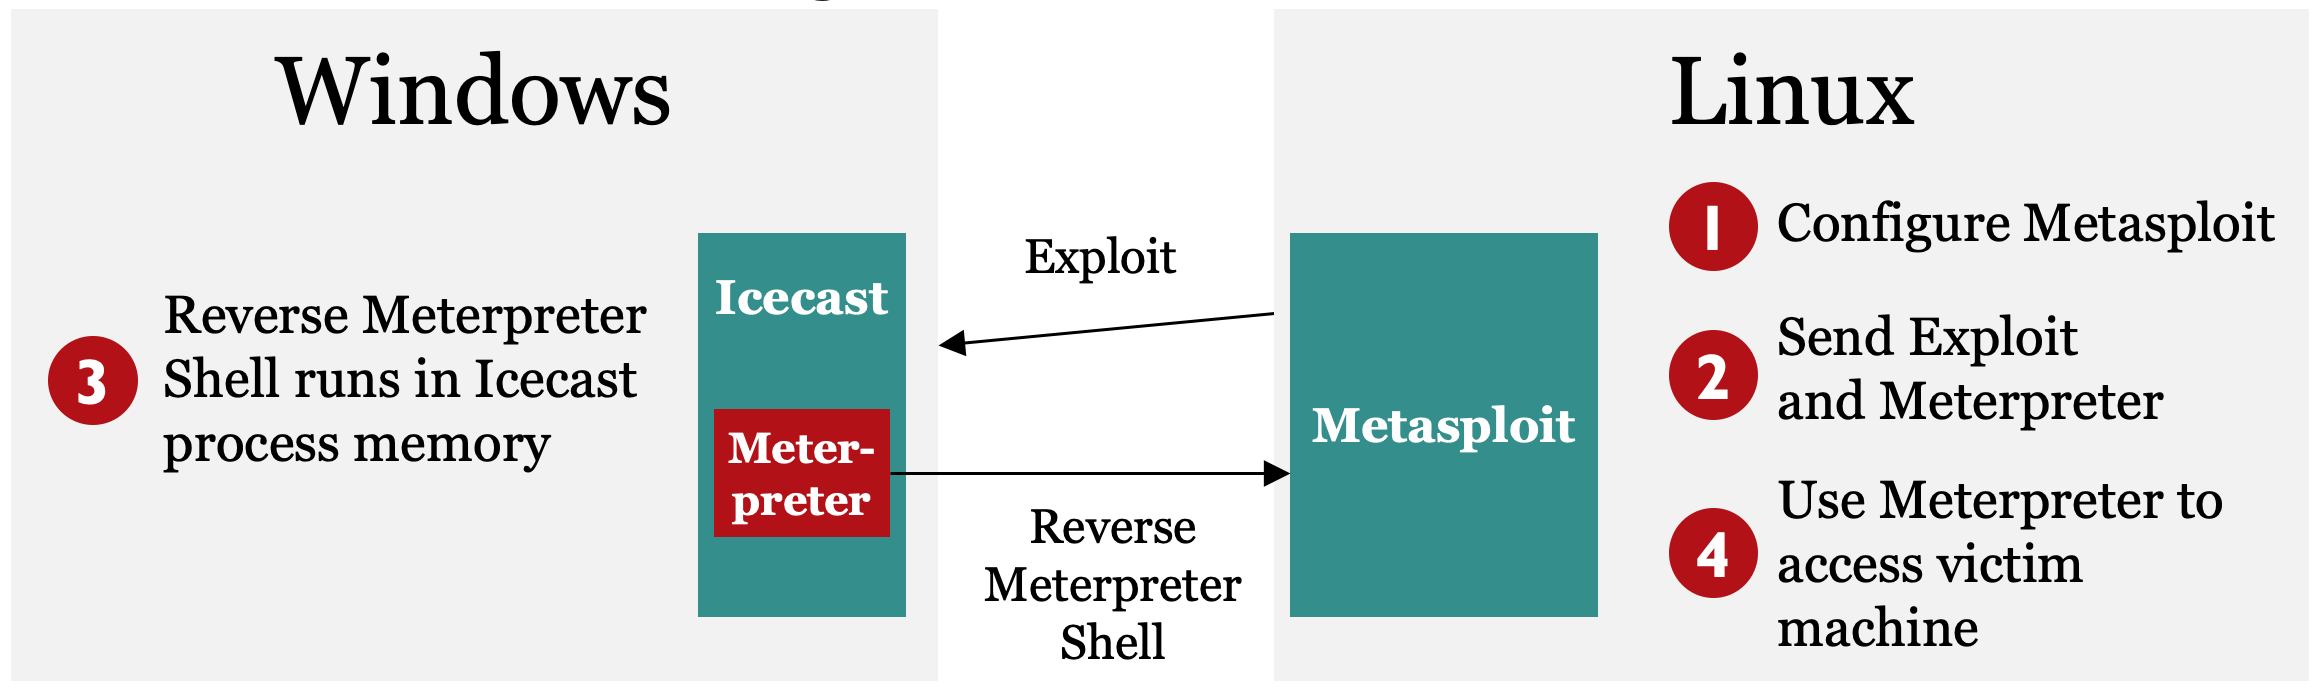 Windows
Linux
1 Configure Metasploit
2 Send Exploit
and Meterpreter
4 Use Meterpreter to
access victim
machine
3 Reverse Meterpreter
Shell runs in Icecast
process memory
Icecast
Meter-
preter
Exploit
Reverse
Meterpreter
Shell
Metasploit